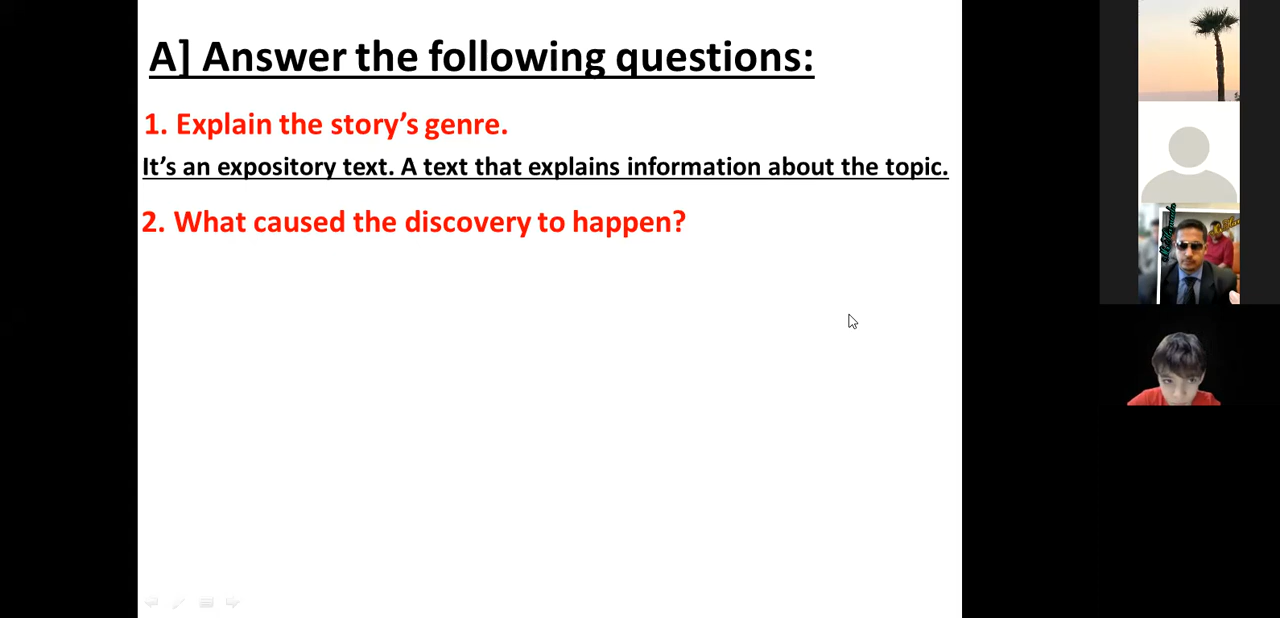 A] Answer the following questions:
1. Explain the story’s genre.
It’s an expository text. A text that explains information about the topic.
2. What caused the discovery to happen?